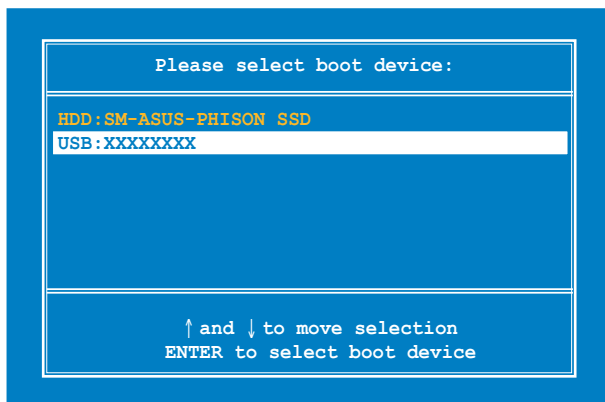 Please select boot device:
HDD:SM-ASUS-PHISON SSD
USB:XXXXXXXX
↑ and ↓ to move selection
ENTER to select boot device